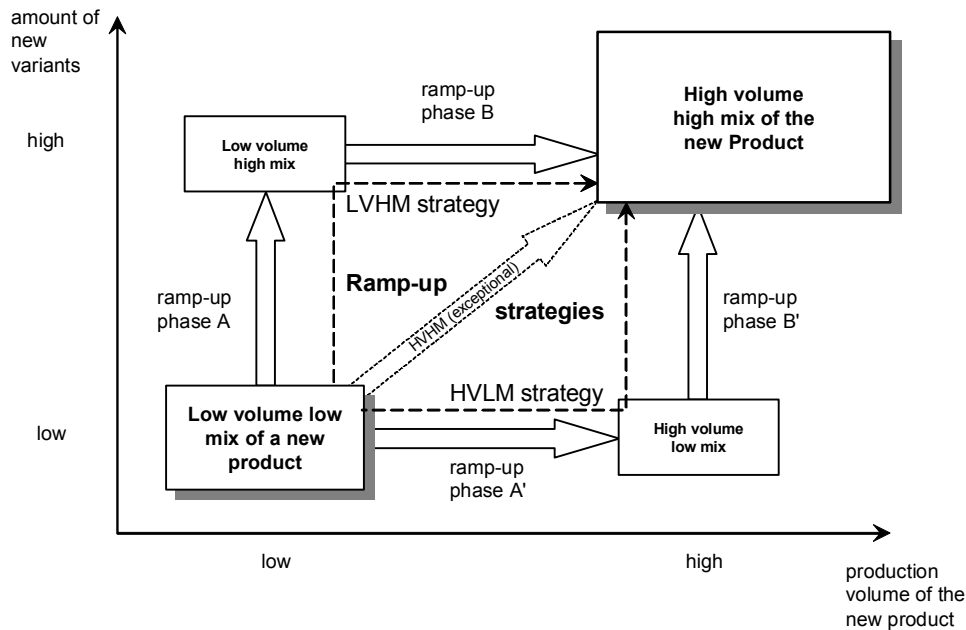 amount of
new
variants
high
low
Low volume
high mix
ramp-up
phase B
High volume
high mix of the
new Product
LVHM strategy
ramp-up
phase A
Ramp-up
strategies
HVHM (exceptional)
ramp-up
phase B'
HVLM strategy
Low volume low
mix of a new
product
ramp-up
phase A'
High volume
low mix
low
high
production
volume of the
new product